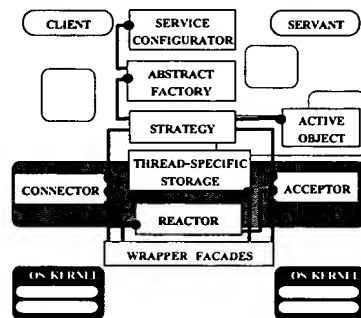 CLIENT
SERVICE
CONFIGURATOR
SERVANT
ABSTRACT
FACTORY
STRATEGY
ACTIVE
OBJECT
THREAD-SPECIFIC
STORAGE
CONNECTOR
ACCEPTOR
REACTOR
WRAPPER FACADES
OS KERNEL
OS KERNEL